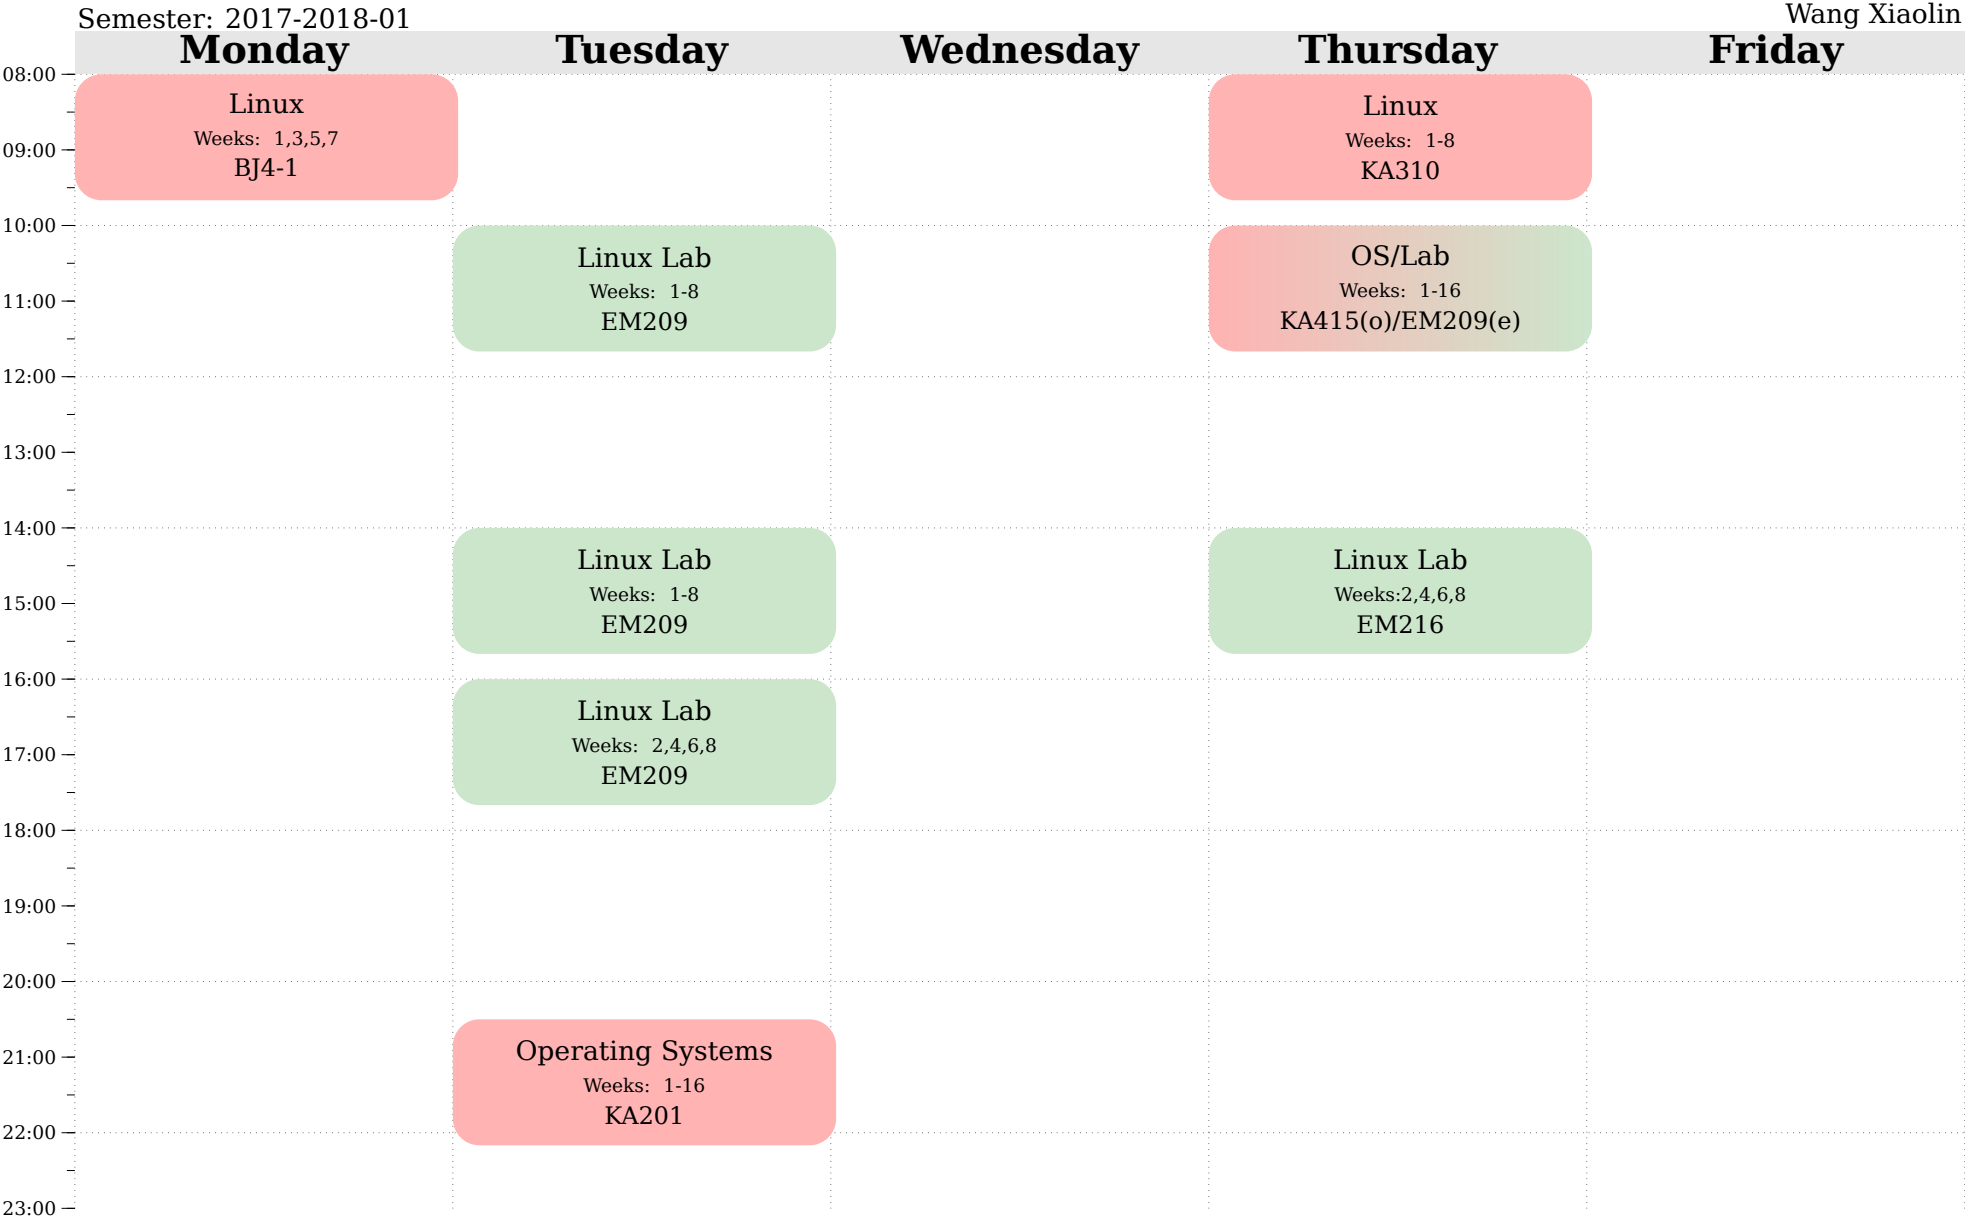 Semester: 2017-2018-01
Wang Xiaolin
Monday
Tuesday
Wednesday
Thursday
Friday
08:00
09:00
10:00
11:00
12:00
13:00
14:00
15:00
16:00
17:00
18:00
19:00
20:00
21:00
22:00
23:00
Linux
Weeks: 1,3,5,7
BJ4-1
Linux Lab
Weeks: 1-8
EM209
Linux Lab
Weeks: 1-8
EM209
Linux Lab
Weeks: 2,4,6,8
EM209
Operating Systems
Weeks: 1-16
KA201
Linux
Weeks: 1-8
KA310
OS/Lab
Weeks: 1-16
KA415(o)/EM209(e)
Linux Lab
Weeks:2,4,6,8
EM216